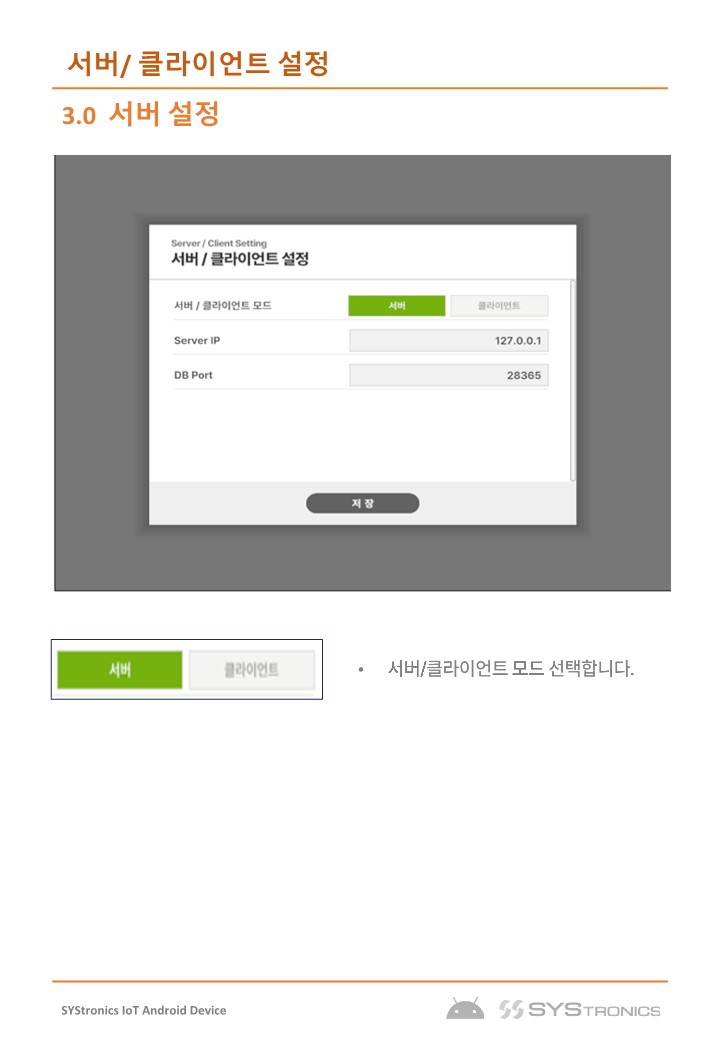 서버/ 클라이언트 설정
3.0 서버 설정
Server / Client Setting
서버 / 클라이언트 설정
서버 / 클라이언트 모드 서버 클라이언트
Server IP 127.0.0.1
DB Port 28365
저 장
서버 클라이언트
• 서버/클라이언트 모드 선택합니다.
SYStronics IoT Android Device
SYSTRONICS